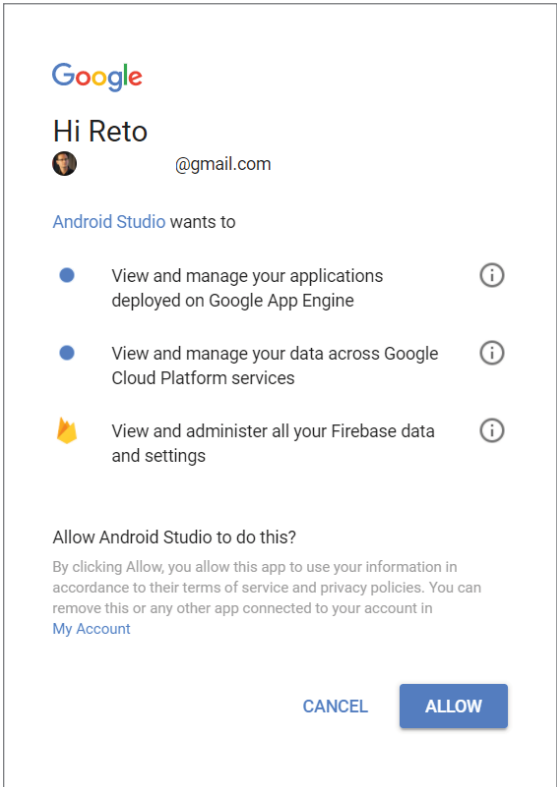 Google
Hi Reto
@gmail.com
Android Studio wants to
View and manage your applications
deployed on Google App Engine
View and manage your data across Google
Cloud Platform services
View and administer all your Firebase data
and settings
Allow Android Studio to do this?
By clicking Allow, you allow this app to use your information in
accordance to their terms of service and privacy policies. You can
remove this or any other app connected to your account in
My Account
CANCEL ALLOW